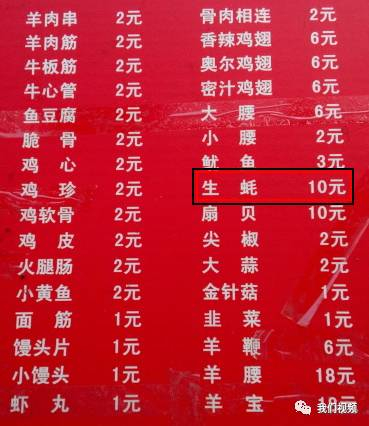 羊肉串 2元
羊肉筋 2元
牛板筋 2元
牛心管 2元
鱼豆腐 2元
脆骨 2元
鸡心 2元
鸡珍 2元
鸡软骨 2元
鸡皮 2元
火腿肠 2元
小黄鱼 2元
面筋 1元
馒头片 1元
小馒头 1元
虾丸 1元
骨肉相连 2元
香辣鸡翅 6元
奥尔鸡翅 6元
密汁鸡翅 6元
大腰 6元
小腰 2元
鱿鱼 3元
生蚝 10元
扇贝 10元
尖椒 2元
大蒜 2元
金针菇 1元
韭菜 1元
羊鞭 6元
羊腰 18元
羊宝 18元
我们视频